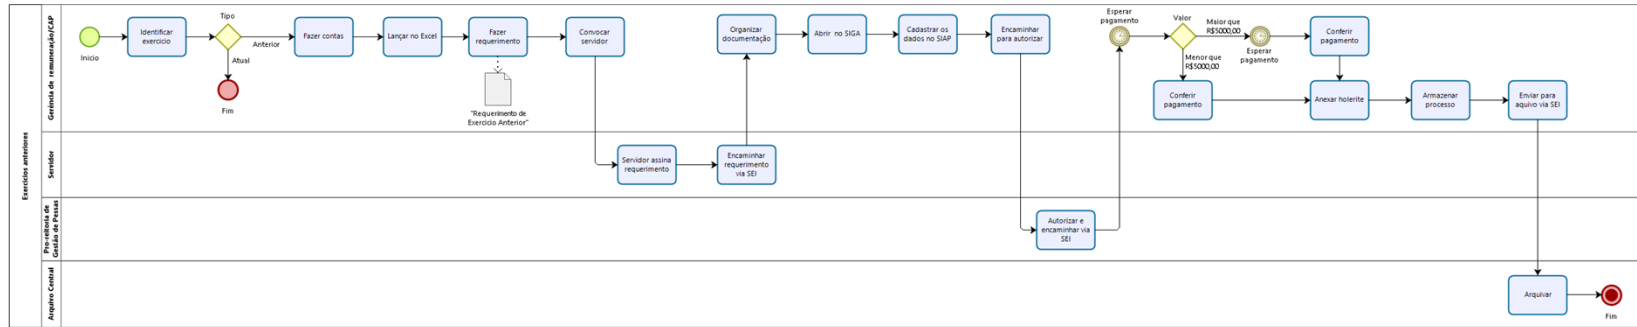 Exercícios anteriores
Gerência de remuneração/CAP
Início
Identificar
exercício
Tipo
Anterior
Atual
Fim
Fazer contas
Lançar no Excel
Fazer
requerimento
"Requerimento de
Exercício Anterior"
Convocar
servidor
Organizar
documentação
Abrir no SIGA
Cadastrar os
dados no SIAP
Encaminhar
para autorizar
Esperar
pagamento
Valor
Maior que
R$5000,00
Menor que
R$5000,00
Esperar
pagamento
Conferir
pagamento
Conferir
pagamento
Anexar holerite
Armazenar
processo
Enviar para
aquivo via SEI
Servidor
Servidor assina
requerimento
Encaminhar
requerimento
via SEI
Pro-reitoria de
Gestão de Pessas
Autorizar e
encaminhar via
SEI
Arquivo Central
Arquivar
Fim